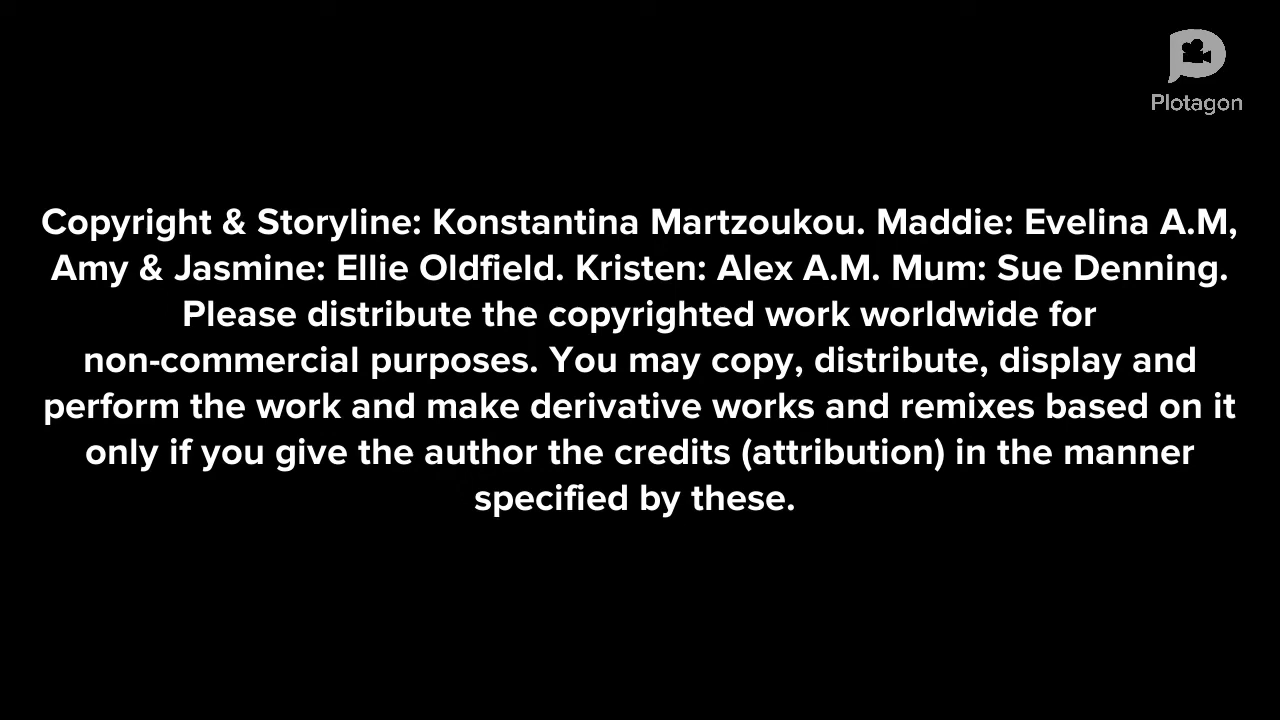 Plotagon
Copyright & Storyline: Konstantina Martzoukou. Maddie: Evelina A.M,
Amy & Jasmine: Ellie Oldfield. Kristen: Alex A.M. Mum: Sue Denning.
Please distribute the copyrighted work worldwide for
non-commercial purposes. You may copy, distribute, display and
perform the work and make derivative works and remixes based on it
only if you give the author the credits (attribution) in the manner
specified by these.